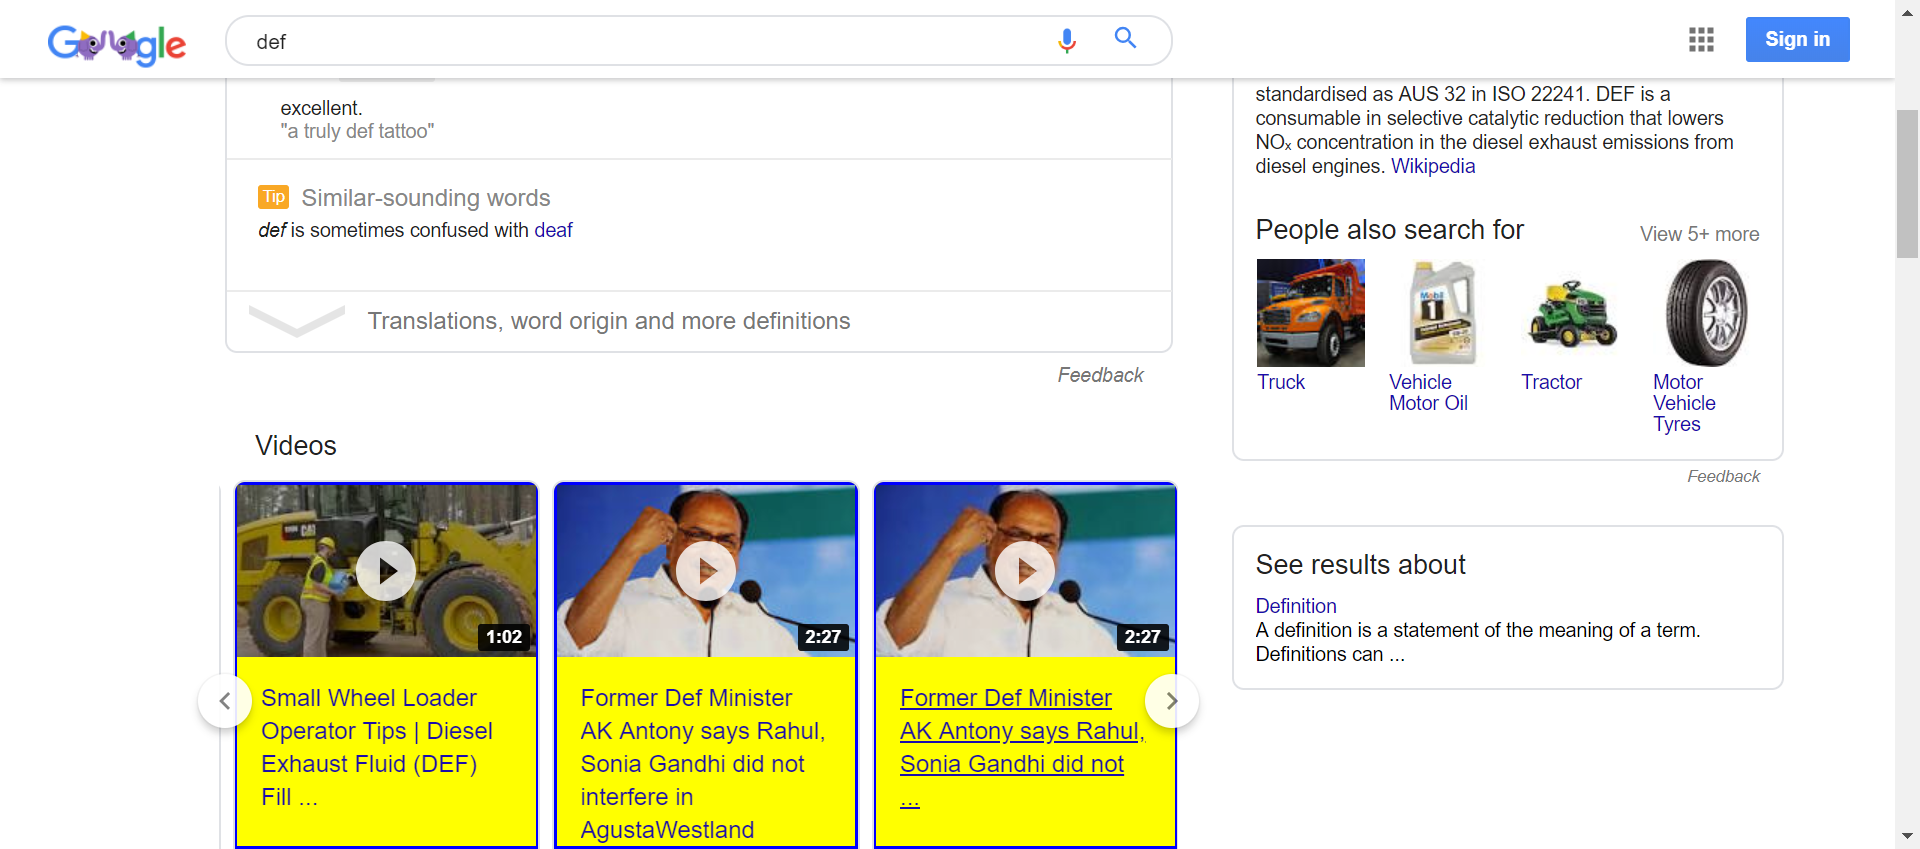 Google
def
Sign in
excellent.
"a truly def tattoo"
Tip Similar-sounding words
def is sometimes confused with deaf
Translations, word origin and more definitions
Feedback
Videos
1:02
Small Wheel Loader
Operator Tips | Diesel
Exhaust Fluid (DEF)
Fill ...
2:27
Former Def Minister
AK Antony says Rahul,
Sonia Gandhi did not
interfere in
AgustaWestland
2:27
Former Def Minister
AK Antony says Rahul,
Sonia Gandhi did not
...
standardised as AUS 32 in ISO 22241. DEF is a
consumable in selective catalytic reduction that lowers
NOₓ concentration in the diesel exhaust emissions from
diesel engines. Wikipedia
People also search for
View 5+ more
Mobil
1
Truck
Vehicle
Motor Oil
Tractor
Motor
Vehicle
Tyres
Feedback
See results about
Definition
A definition is a statement of the meaning of a term.
Definitions can ...